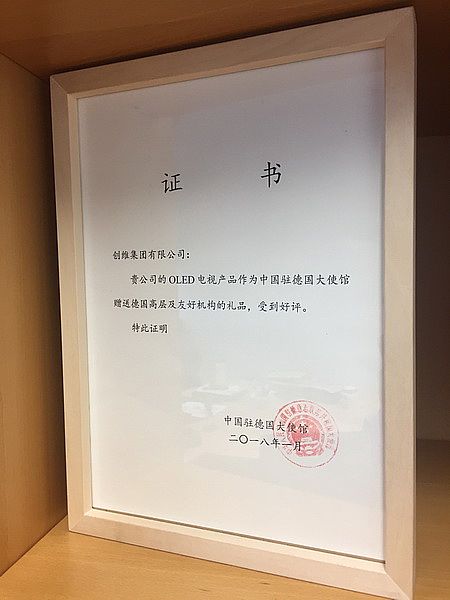 证 书
创维集团有限公司:
贵公司的OLED电视产品作为中国驻德国大使馆
赠送德国高层及友好机构的礼品，受到好评。
特此证明
中国驻德国大使馆
二〇一八年一月